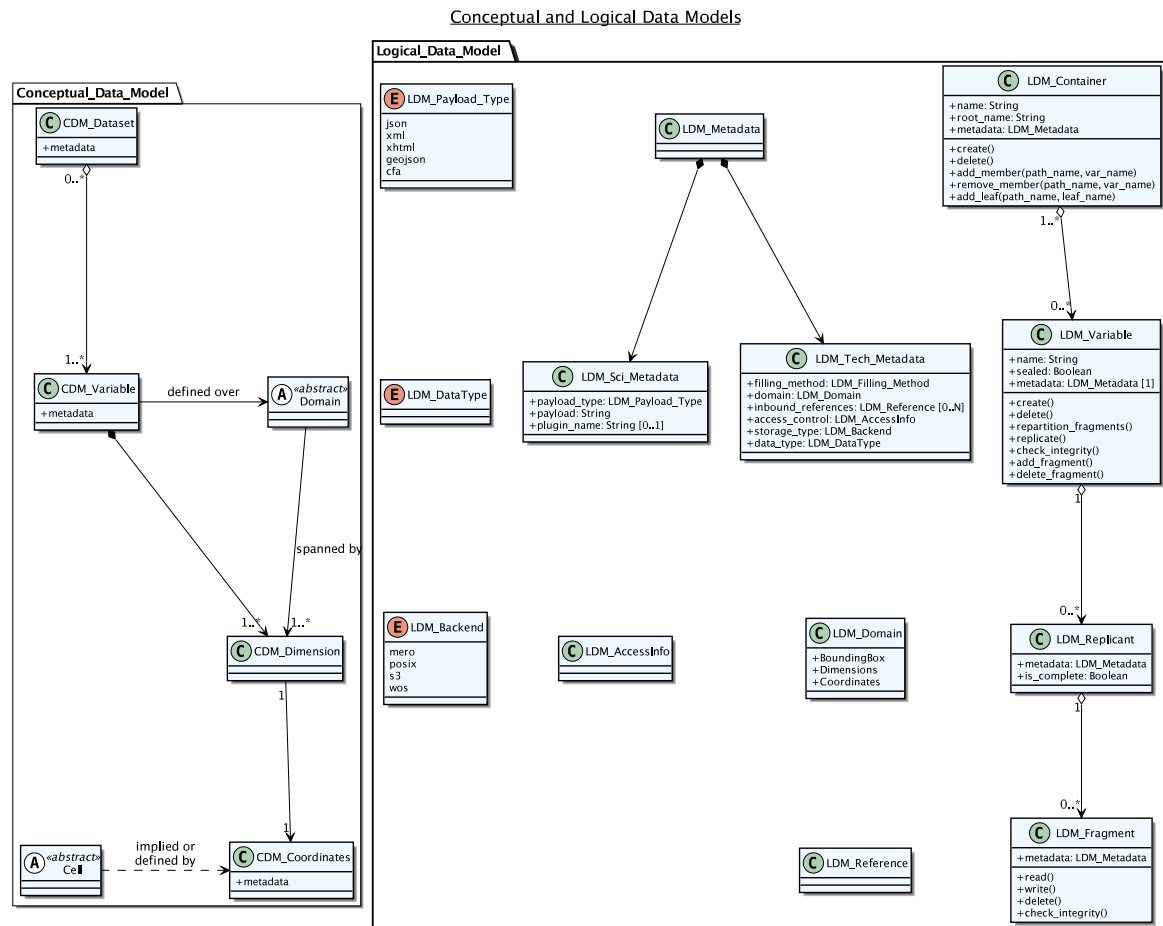 Conceptual and Logical Data Models
Conceptual_Data_Model
C CDM_Dataset
+metadata
0..*
1..*
C CDM_Variable
+metadata
defined over
A «abstract»
Domain
spanned by
1..*
1..*
C CDM_Dimension
1
1
A «abstract»
Cell
implied or
defined by
C CDM_Coordinates
+metadata
Logical_Data_Model
E LDM_Payload_Type
json
xml
xhtml
geojson
cfa
C LDM_Metadata
C LDM_Container
+name: String
+root_name: String
+metadata: LDM_Metadata
+create()
+delete()
+add_member(path_name, var_name)
+remove_member(path_name, var_name)
+add_leaf(path_name, leaf_name)
1..*
0..*
E LDM_DataType
C LDM_Sci_Metadata
+payload_type: LDM_Payload_Type
+payload: String
+plugin_name: String [0..1]
C LDM_Tech_Metadata
+filling_method: LDM_Filling_Method
+domain: LDM_Domain
+inbound_references: LDM_Reference [0..N]
+access_control: LDM_AccessInfo
+storage_type: LDM_Backend
+data_type: LDM_DataType
C LDM_Variable
+name: String
+sealed: Boolean
+metadata: LDM_Metadata [1]
+create()
+delete()
+repartition_fragments()
+replicate()
+check_integrity()
+add_fragment()
+delete_fragment()
1
0..*
E LDM_Backend
mero
posix
s3
wos
C LDM_AccessInfo
C LDM_Domain
+BoundingBox
+Dimensions
+Coordinates
C LDM_Replicant
+metadata: LDM_Metadata
+is_complete: Boolean
1
0..*
C LDM_Reference
C LDM_Fragment
+metadata: LDM_Metadata
+read()
+write()
+delete()
+check_integrity()